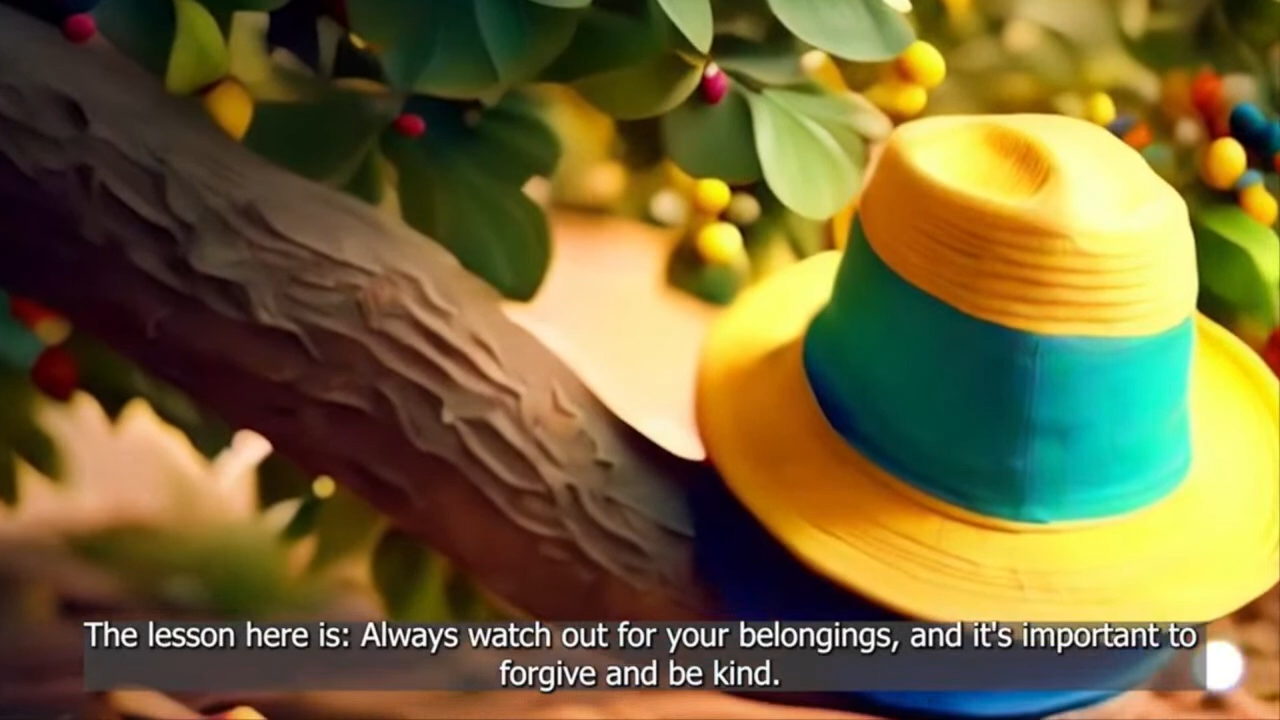 The lesson here is: Always watch out for your belongings, and it's important to
forgive and be kind.